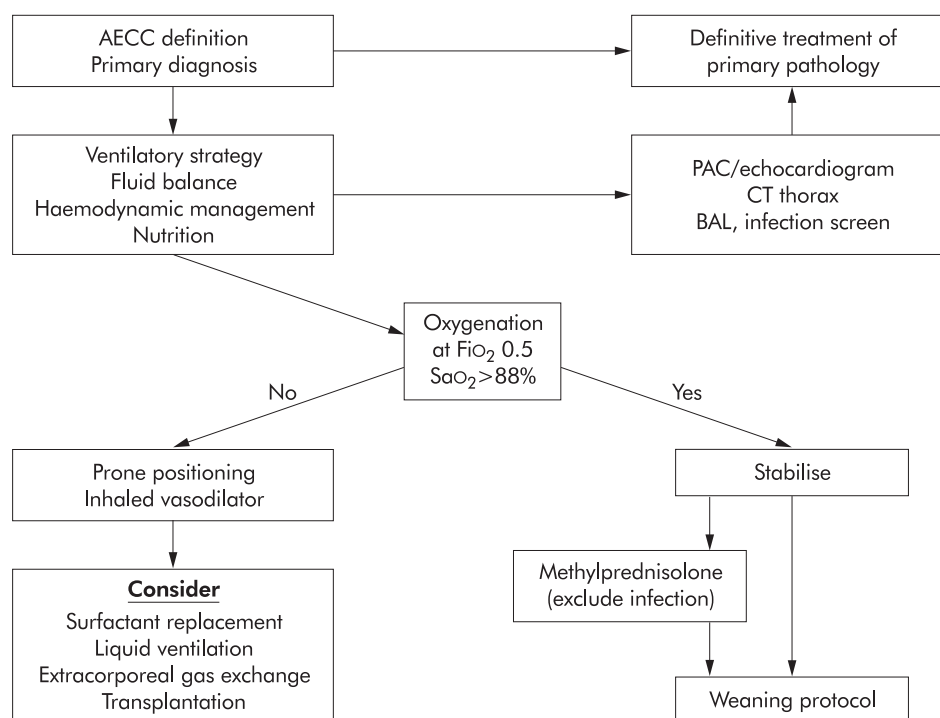 AECC definition
Primary diagnosis
Definitive treatment of
primary pathology
Ventilatory strategy
Fluid balance
Haemodynamic management
Nutrition
PAC/echocardiogram
CT thorax
BAL, infection screen
Oxygenation
at FiO₂ 0.5
SaO₂>88%
No
Yes
Prone positioning
Inhaled vasodilator
Stabilise
Consider
Surfactant replacement
Liquid ventilation
Extracorporeal gas exchange
Transplantation
Methylprednisolone
(exclude infection)
Weaning protocol